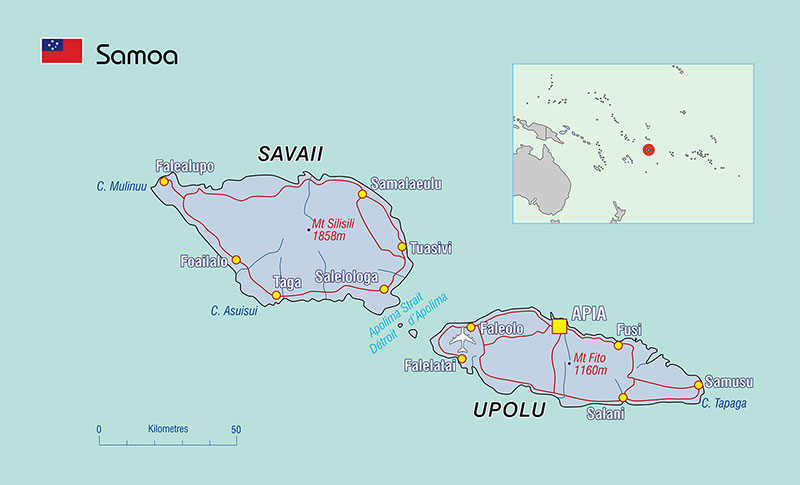 Samoa
SAVAII
Falealupo
C. Mulinuu
Samalaeulu
Mt Silisili
1858m
Tuasivi
Foailalo
Taga
Salelologa
C. Asuisui
Apolima Strait
Détroit d'Apolima
APIA
Faleolo
Fusi
Falelatai
Mt Fito
1160m
Samusu
UPOLU
Salani
C. Tapaga
0 Kilometres 50